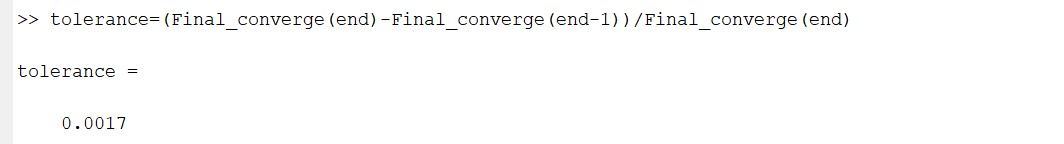 >> tolerance=(Final_converge(end)-Final_converge(end-1))/Final_converge(end)
tolerance =
0.0017